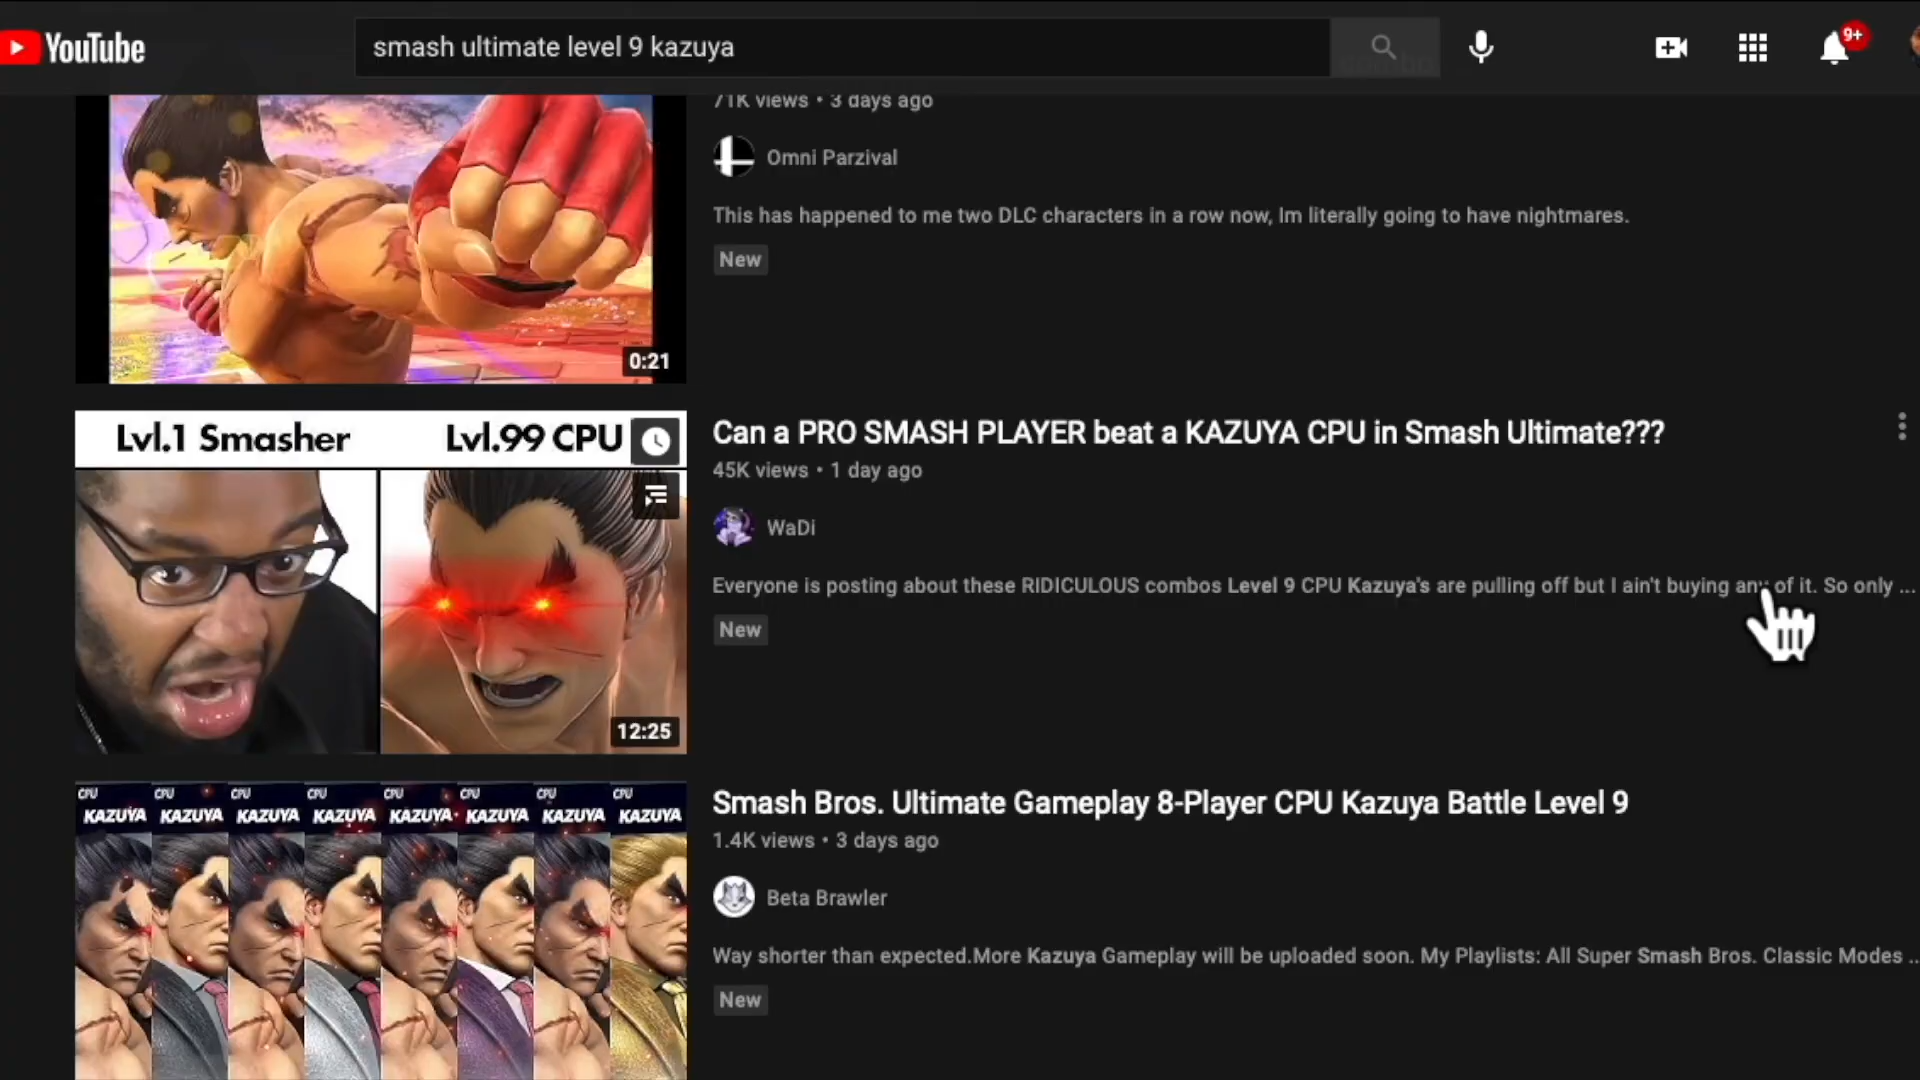 YouTube
smash ultimate level 9 kazuya
9+
71K views • 3 days ago
Omni Parzival
This has happened to me two DLC characters in a row now, Im literally going to have nightmares.
New
0:21
Lvl.1 Smasher Lvl.99 CPU
Can a PRO SMASH PLAYER beat a KAZUYA CPU in Smash Ultimate???
45K views • 1 day ago
WaDi
Everyone is posting about these RIDICULOUS combos Level 9 CPU Kazuya's are pulling off but I ain't buying any of it. So only ...
New
12:25
CPU CPU CPU CPU CPU CPU CPU CPU
KAZUYA KAZUYA KAZUYA KAZUYA KAZUYA KAZUYA KAZUYA KAZUYA
Smash Bros. Ultimate Gameplay 8-Player CPU Kazuya Battle Level 9
1.4K views • 3 days ago
Beta Brawler
Way shorter than expected.More Kazuya Gameplay will be uploaded soon. My Playlists: All Super Smash Bros. Classic Modes ...
New